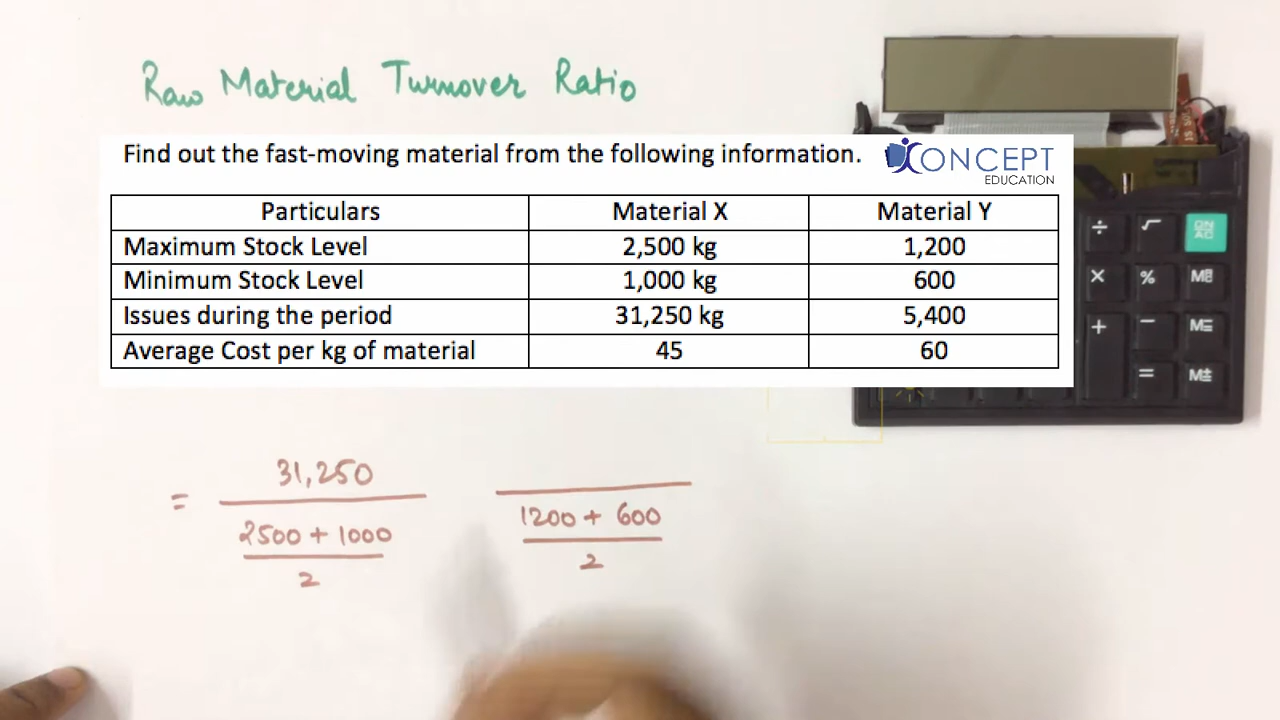 Raw Material Turnover Ratio
Find out the fast-moving material from the following information.
CONCEPT
EDUCATION
Particulars Material X Material Y
Maximum Stock Level 2,500 kg 1,200
Minimum Stock Level 1,000 kg 600
Issues during the period 31,250 kg 5,400
Average Cost per kg of material 45 60
÷ √ ON AC
× %
+ − M=
= M±
31,250
=
2500 + 1000 1200 + 600
2 2